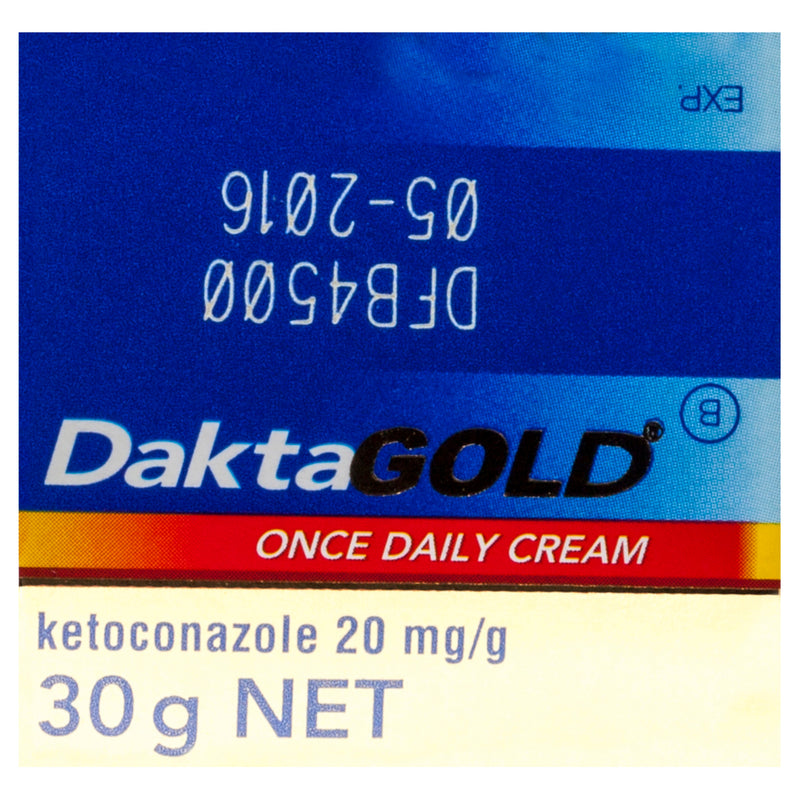 EXP.
DFB4500
05-2016
B
DaktaGOLD®
ONCE DAILY CREAM
ketoconazole 20 mg/g
30 g NET